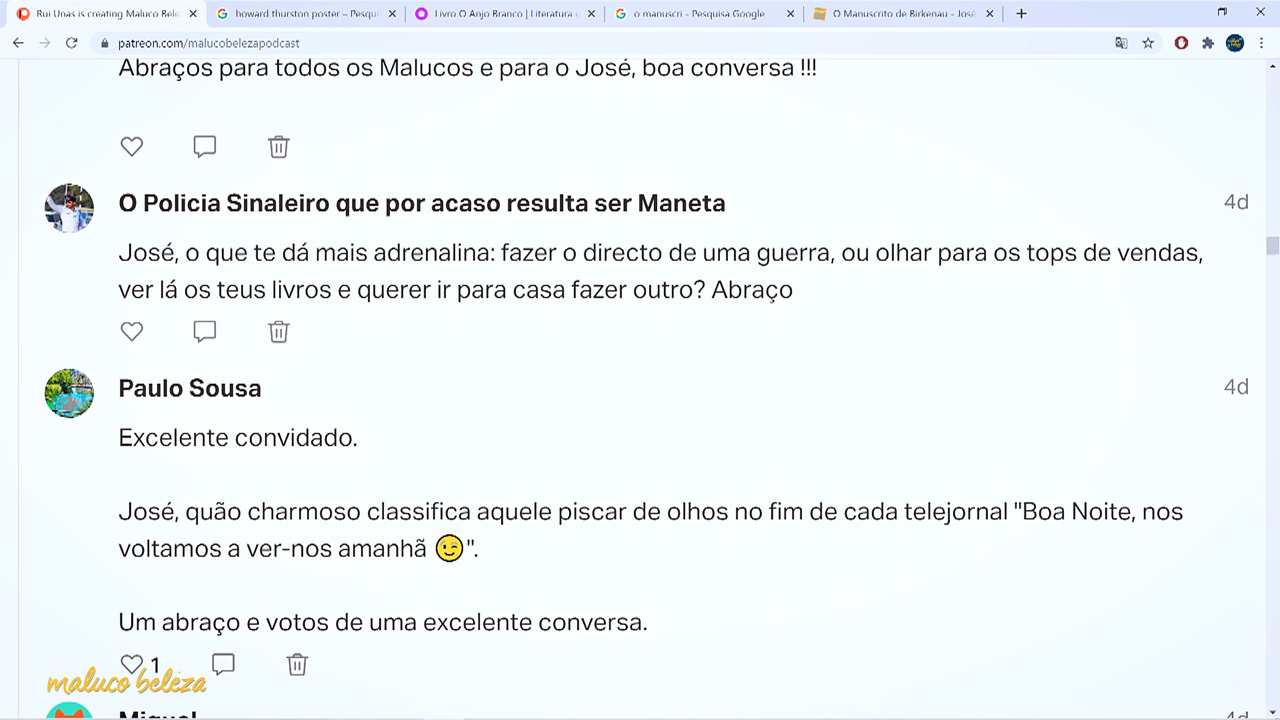 Rui Unas is creating Maluco Bele
howard thurston poster – Pesqu
Livro O Anjo Branco | Literatura
o manuscri - Pesquisa Google
O Manuscrito de Birkenau - José
patreon.com/malucobelezapodcast
Abraços para todos os Malucos e para o José, boa conversa !!!
O Policia Sinaleiro que por acaso resulta ser Maneta
4d
José, o que te dá mais adrenalina: fazer o directo de uma guerra, ou olhar para os tops de vendas,
ver lá os teus livros e querer ir para casa fazer outro? Abraço
Paulo Sousa
4d
Excelente convidado.
José, quão charmoso classifica aquele piscar de olhos no fim de cada telejornal "Boa Noite, nos
voltamos a ver-nos amanhã 😉".
Um abraço e votos de uma excelente conversa.
1
maluco beleza
Miguel
4d